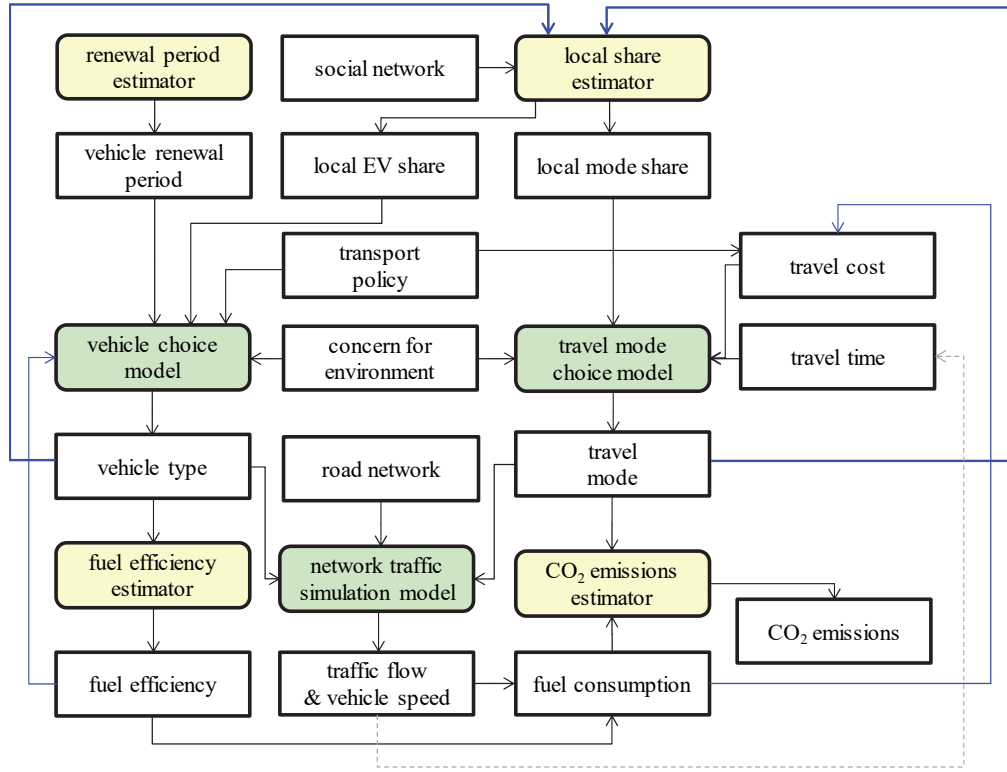 renewal period
estimator
social network
local share
estimator
vehicle renewal
period
local EV share
local mode share
transport
policy
travel cost
vehicle choice
model
concern for
environment
travel mode
choice model
travel time
vehicle type
road network
travel
mode
fuel efficiency
estimator
network traffic
simulation model
CO₂ emissions
estimator
CO₂ emissions
fuel efficiency
traffic flow
& vehicle speed
fuel consumption